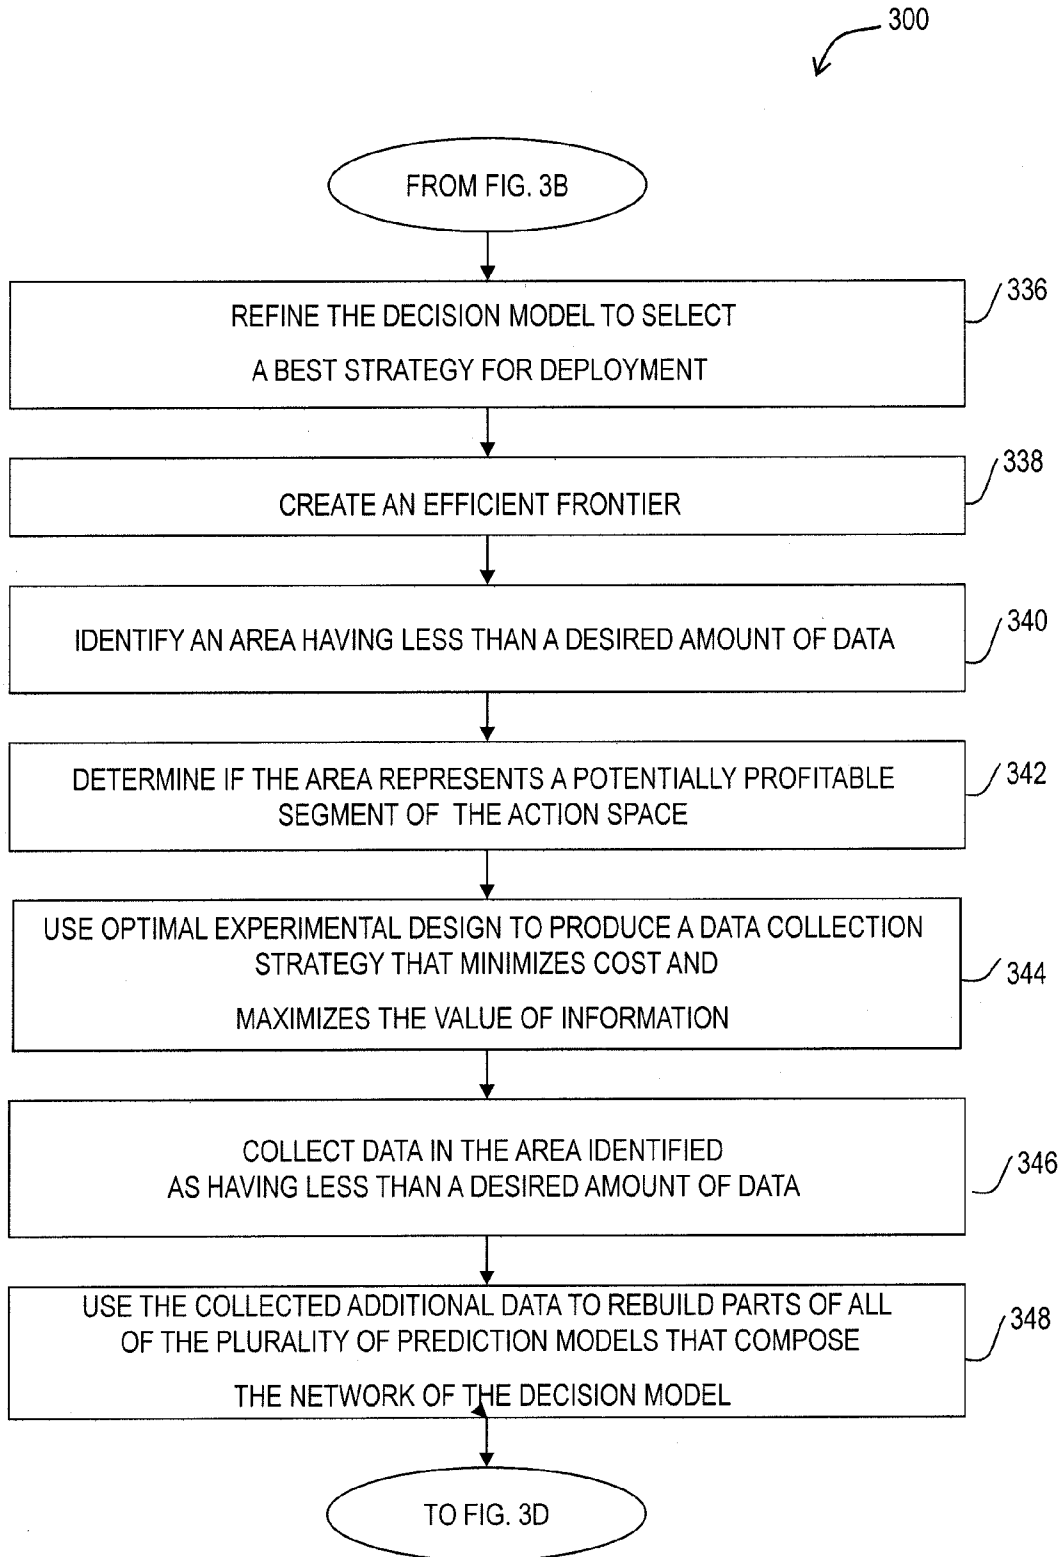 300
FROM FIG. 3B
REFINE THE DECISION MODEL TO SELECT
A BEST STRATEGY FOR DEPLOYMENT
336
CREATE AN EFFICIENT FRONTIER
338
IDENTIFY AN AREA HAVING LESS THAN A DESIRED AMOUNT OF DATA
340
DETERMINE IF THE AREA REPRESENTS A POTENTIALLY PROFITABLE
SEGMENT OF THE ACTION SPACE
342
USE OPTIMAL EXPERIMENTAL DESIGN TO PRODUCE A DATA COLLECTION
STRATEGY THAT MINIMIZES COST AND
MAXIMIZES THE VALUE OF INFORMATION
344
COLLECT DATA IN THE AREA IDENTIFIED
AS HAVING LESS THAN A DESIRED AMOUNT OF DATA
346
USE THE COLLECTED ADDITIONAL DATA TO REBUILD PARTS OF ALL
OF THE PLURALITY OF PREDICTION MODELS THAT COMPOSE
THE NETWORK OF THE DECISION MODEL
348
TO FIG. 3D